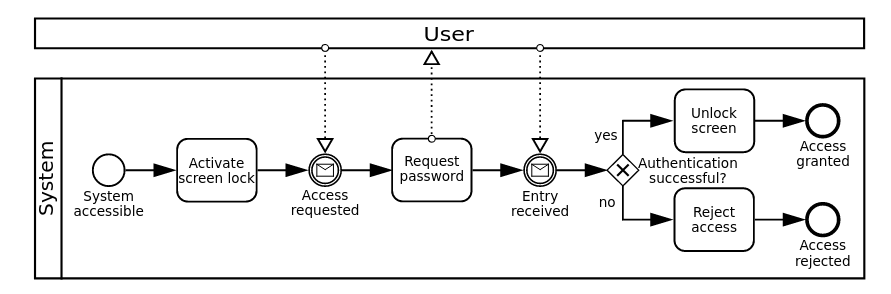 User
System
System
accessible
Activate
screen lock
Access
requested
Request
password
Entry
received
yes
no
Authentication
successful?
Unlock
screen
Access
granted
Reject
access
Access
rejected